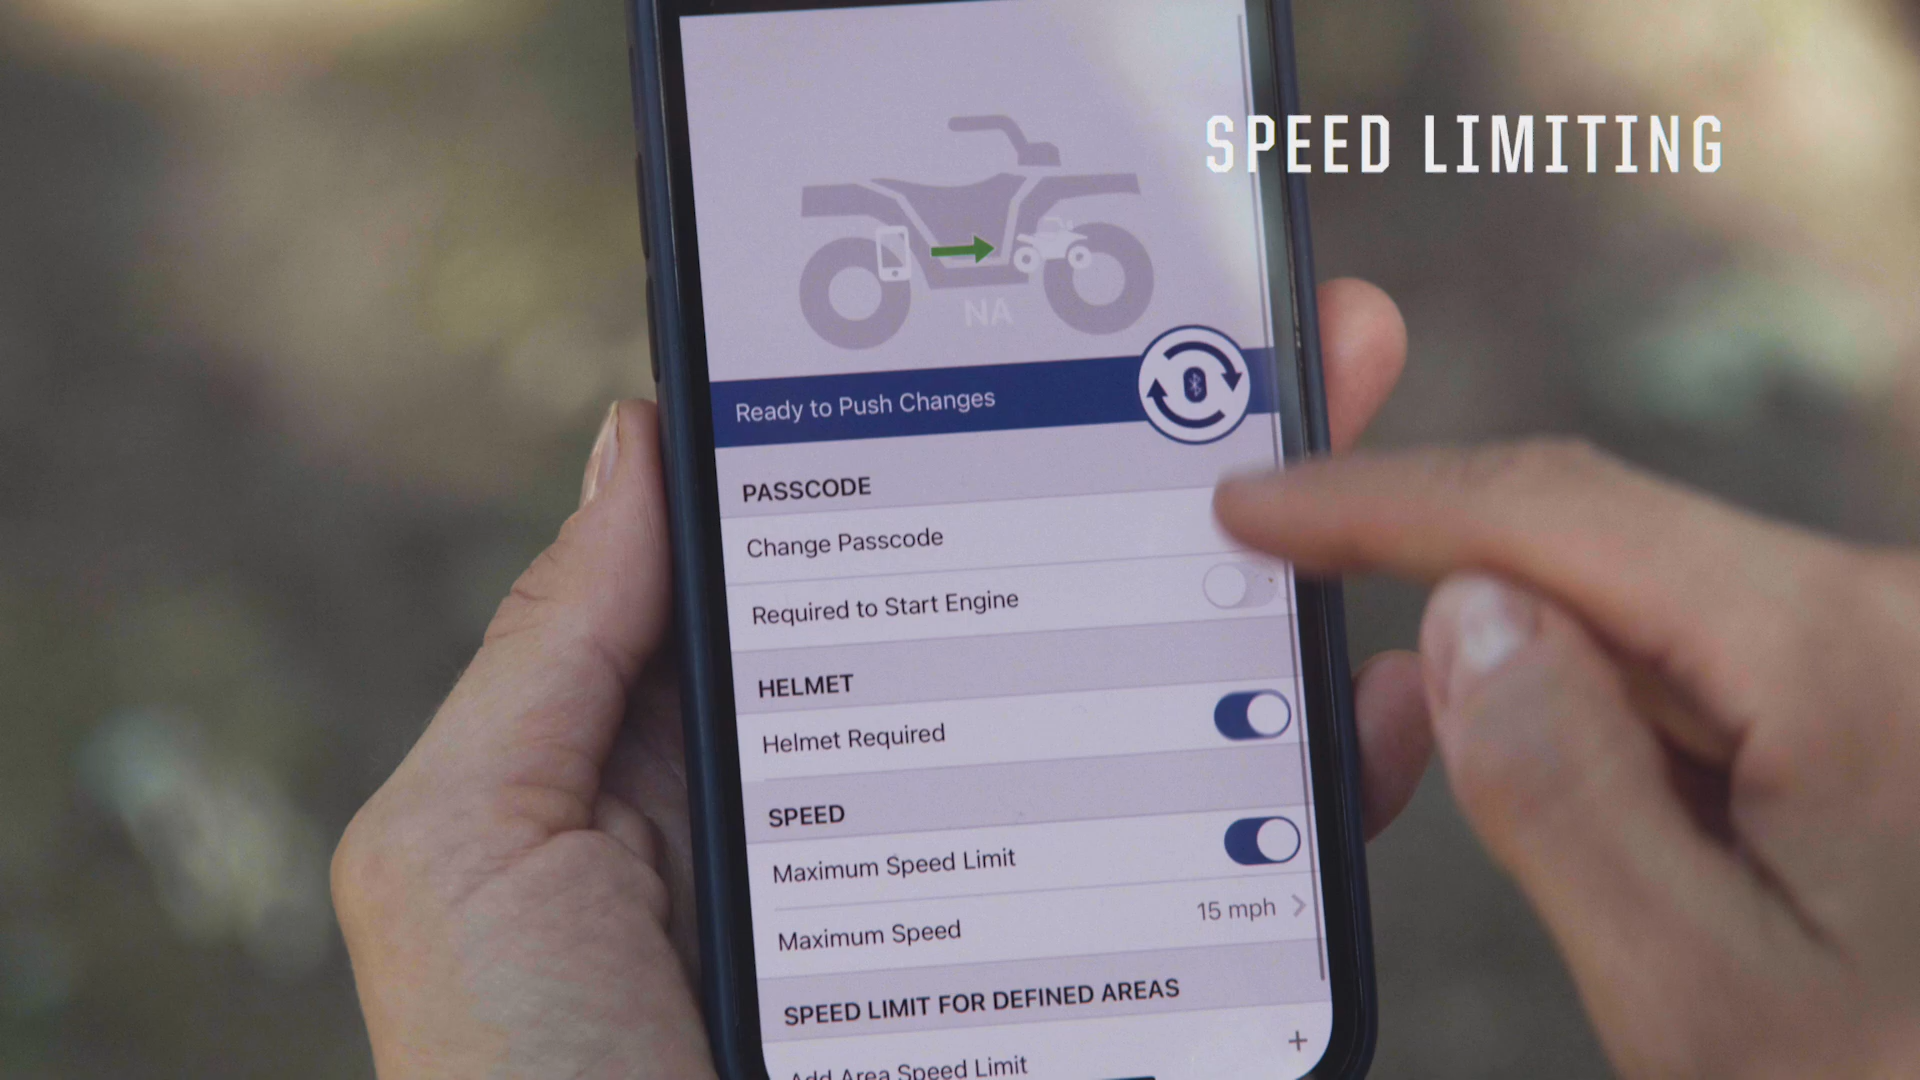 SPEED LIMITING
NA
Ready to Push Changes
PASSCODE
Change Passcode
Required to Start Engine
HELMET
Helmet Required
SPEED
Maximum Speed Limit
Maximum Speed 15 mph
SPEED LIMIT FOR DEFINED AREAS
Add Area Speed Limit